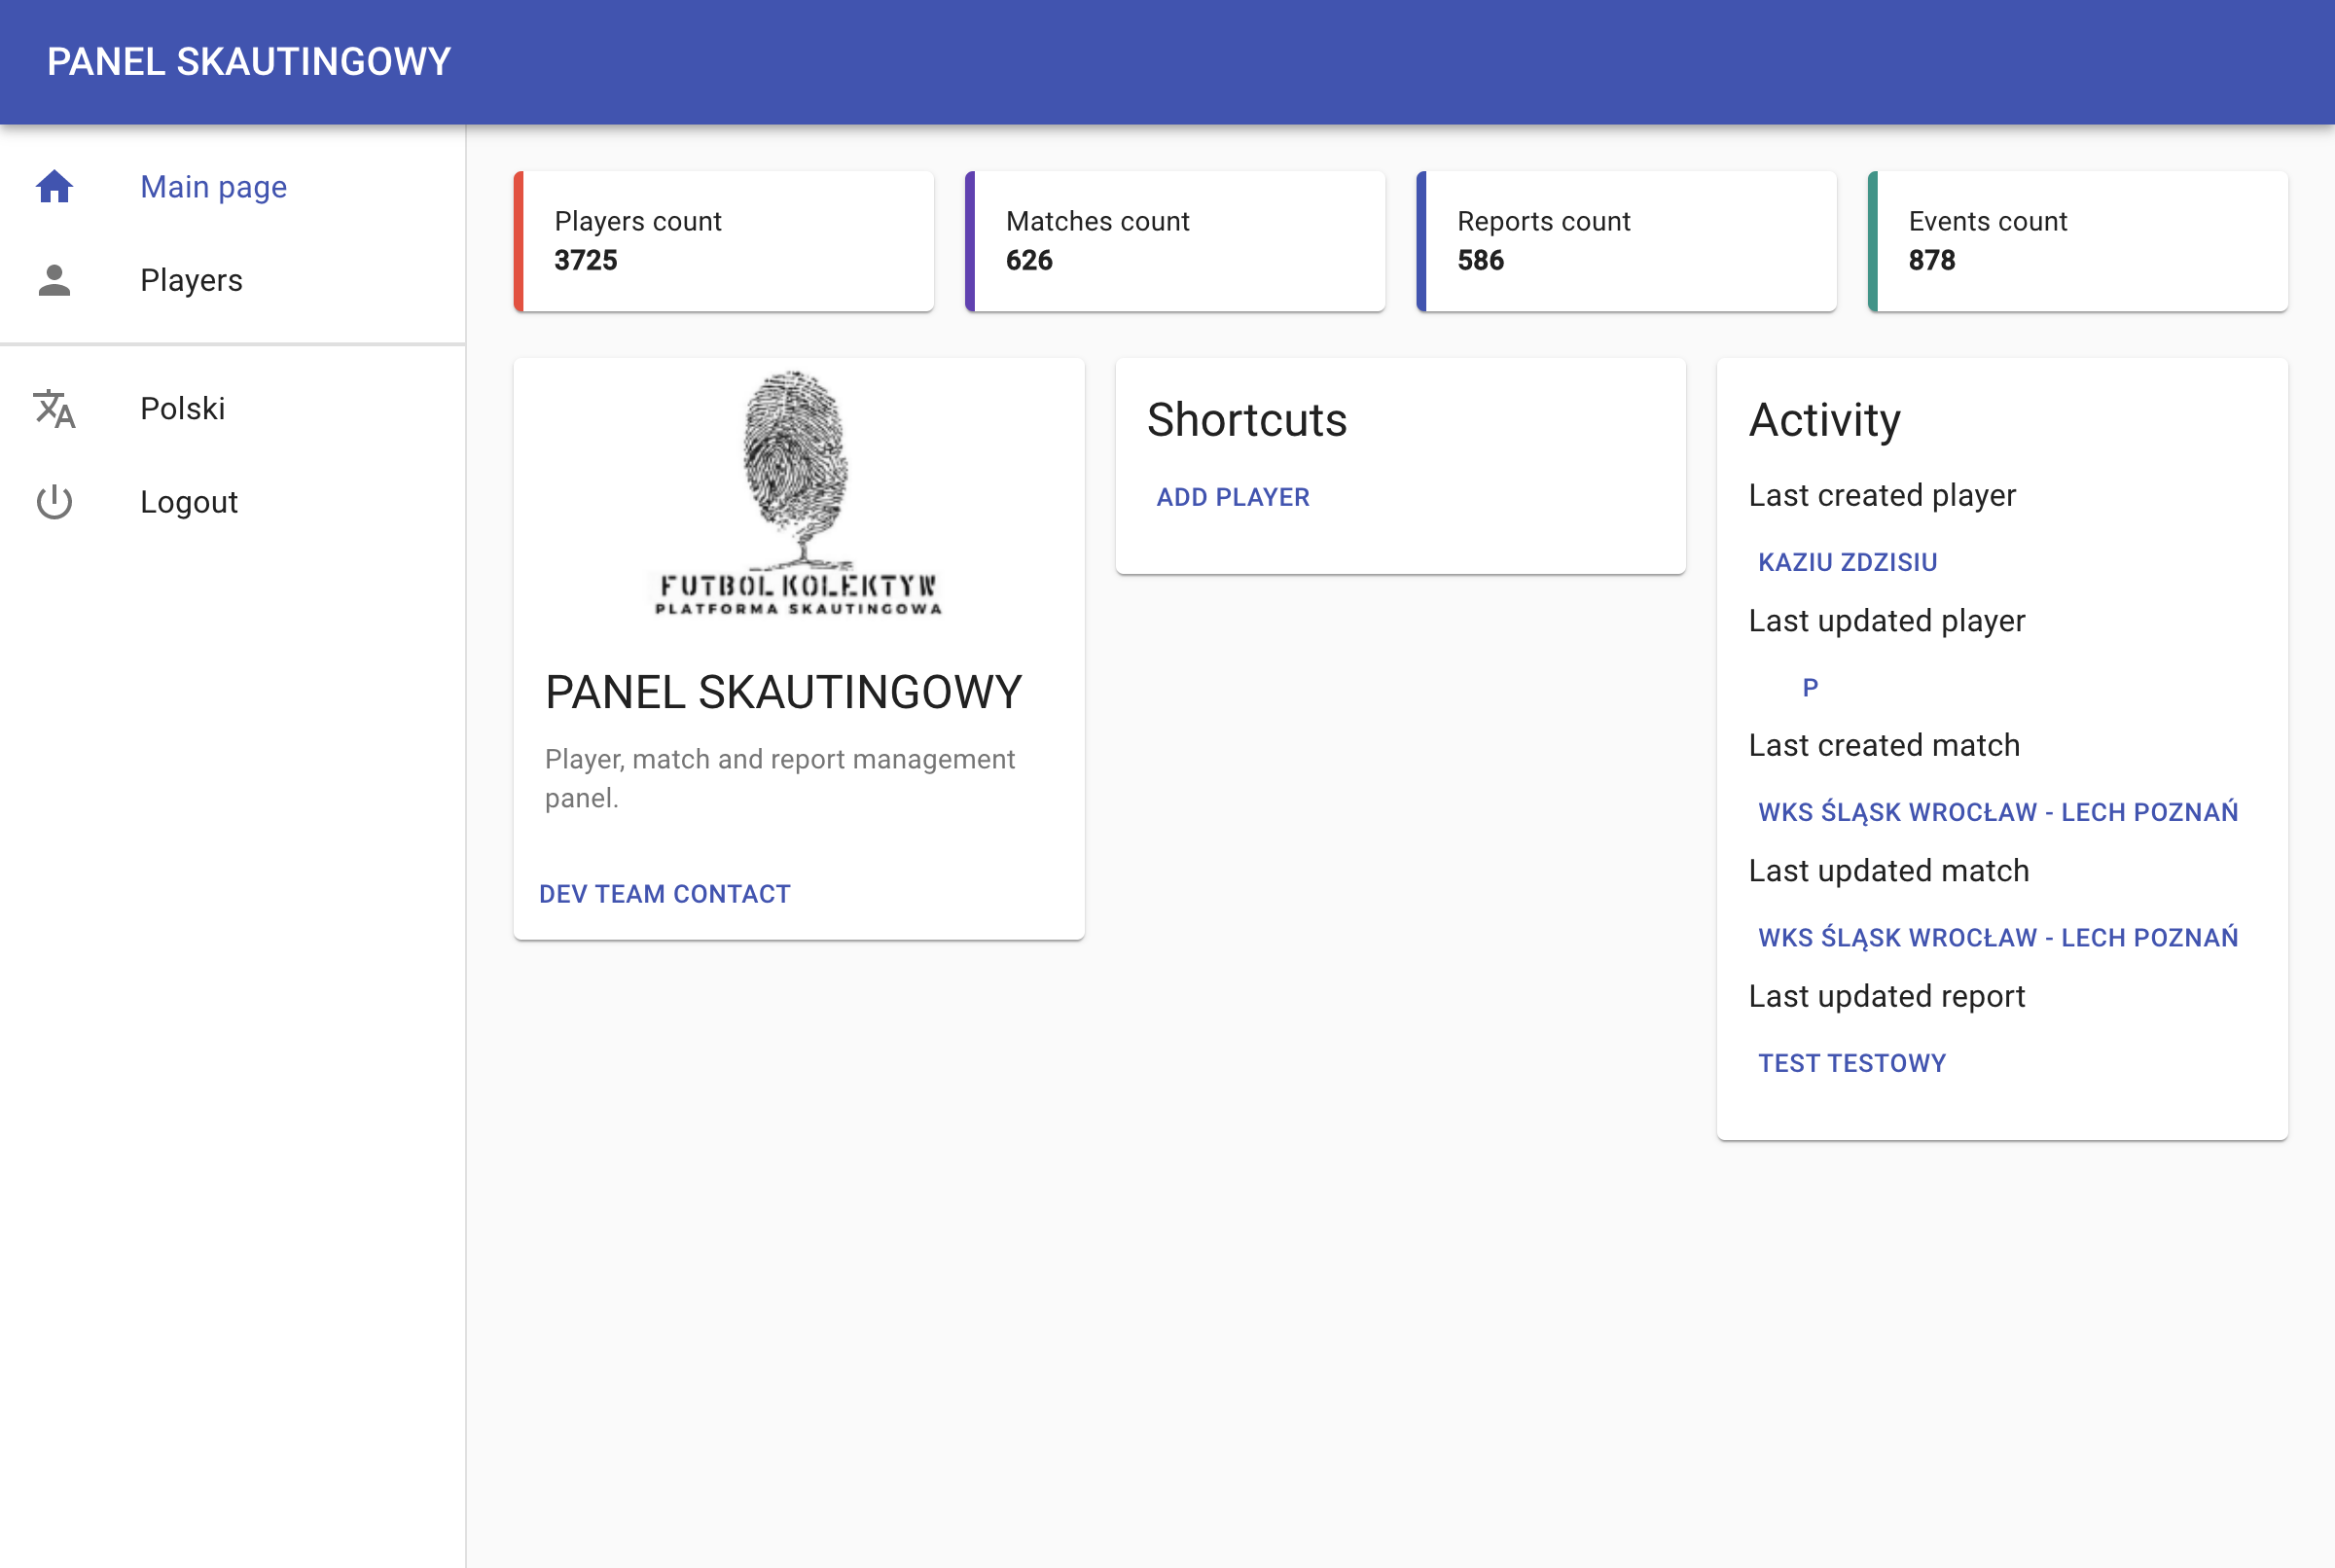 PANEL SKAUTINGOWY
Main page
Players
Polski
Logout
Players count
3725
Matches count
626
Reports count
586
Events count
878
FUTBOL KOLEKTYW
PLATFORMA SKAUTINGOWA
PANEL SKAUTINGOWY
Player, match and report management
panel.
DEV TEAM CONTACT
Shortcuts
ADD PLAYER
Activity
Last created player
KAZIU ZDZISIU
Last updated player
P
Last created match
WKS ŚLĄSK WROCŁAW - LECH POZNAŃ
Last updated match
WKS ŚLĄSK WROCŁAW - LECH POZNAŃ
Last updated report
TEST TESTOWY